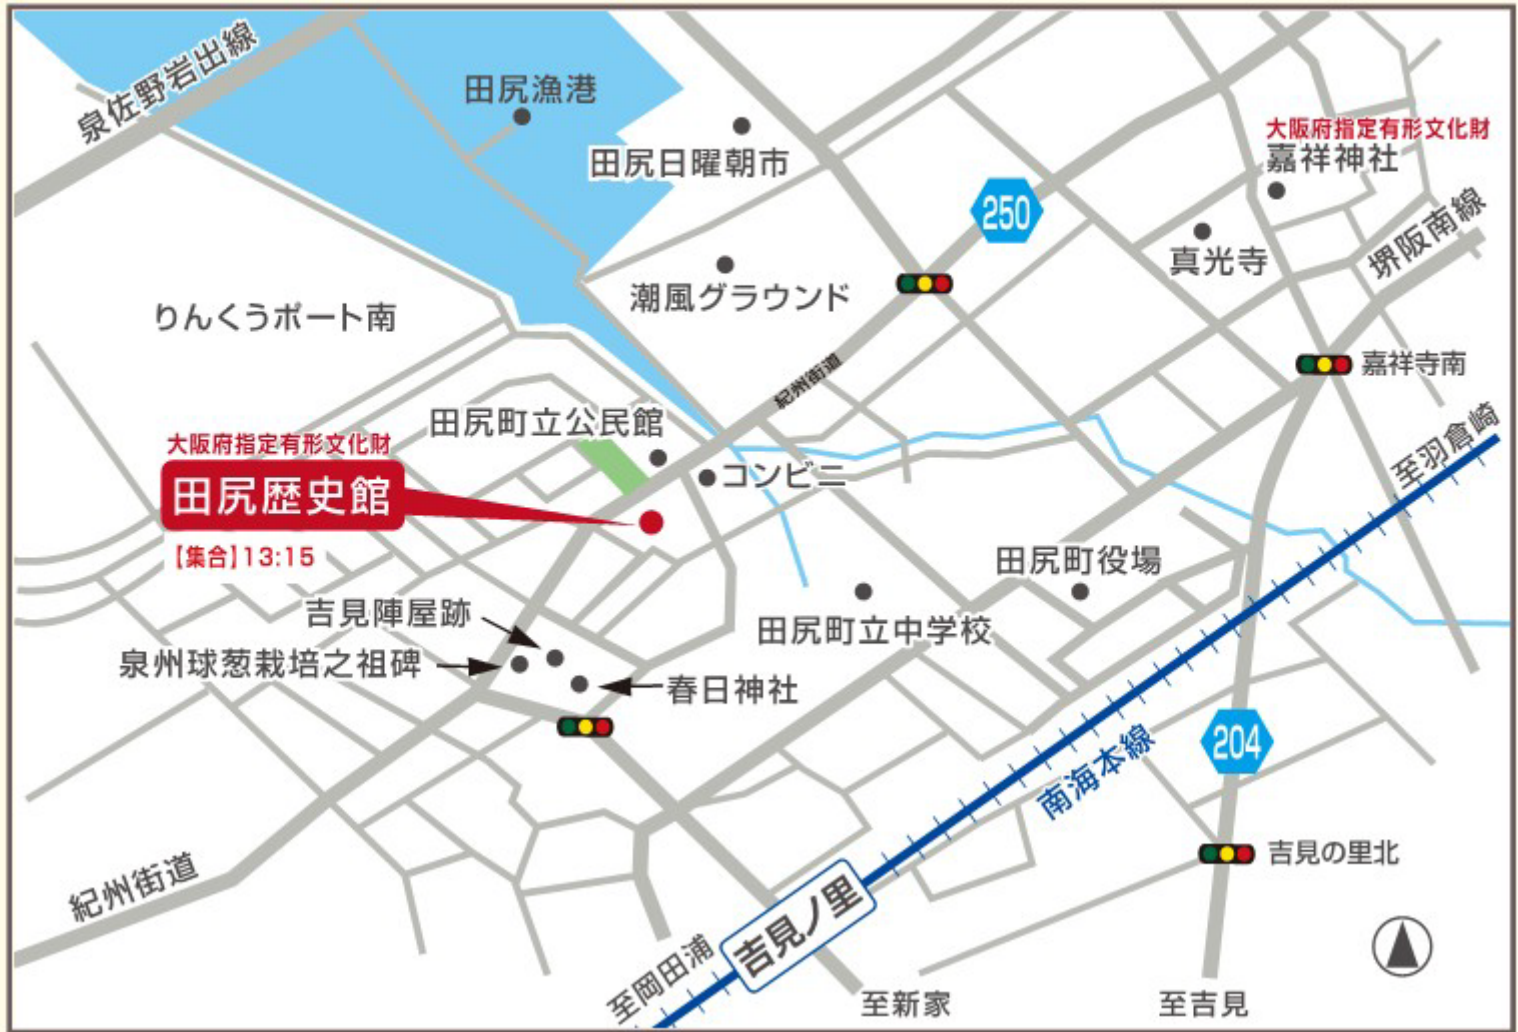 泉佐野岩出線
田尻漁港
田尻日曜朝市
大阪府指定有形文化財
嘉祥神社
250
真光寺
堺阪南線
潮風グラウンド
りんくうポート南
紀州街道
嘉祥寺南
田尻町立公民館
大阪府指定有形文化財
田尻歴史館
【集合】13:15
コンビニ
至羽倉崎
田尻町役場
吉見陣屋跡
田尻町立中学校
泉州球葱栽培之祖碑
春日神社
204
南海本線
吉見の里北
紀州街道
吉見ノ里
至岡田浦
至新家
至吉見